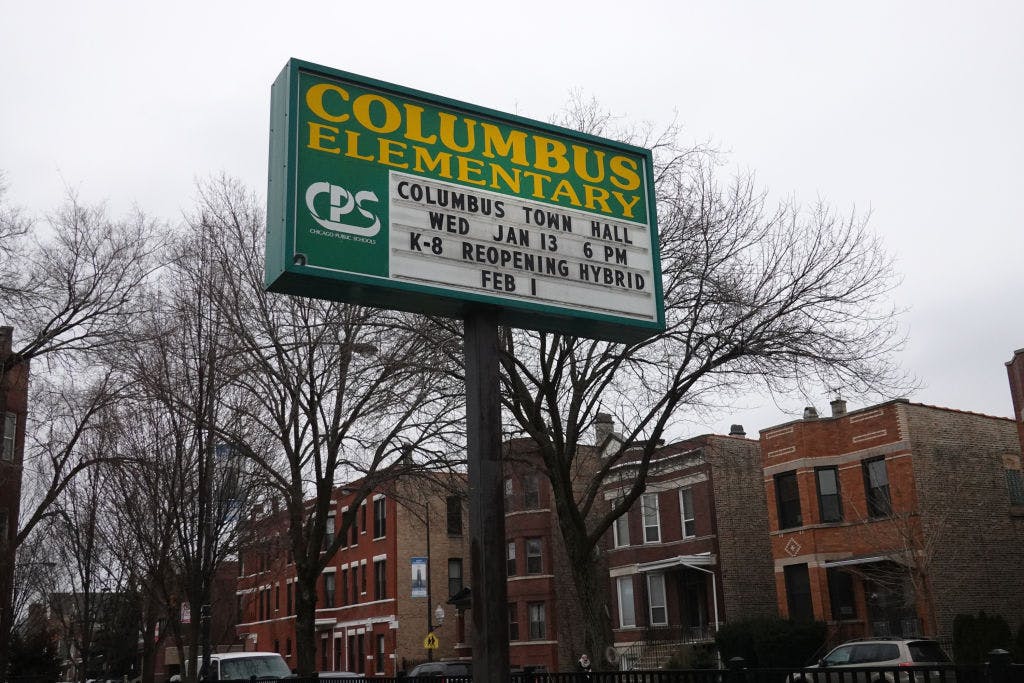 COLUMBUS
ELEMENTARY
CPS
CHICAGO PUBLIC SCHOOLS
COLUMBUS TOWN HALL
WED JAN 13 6 PM
K-8 REOPENING HYBRID
FEB 1